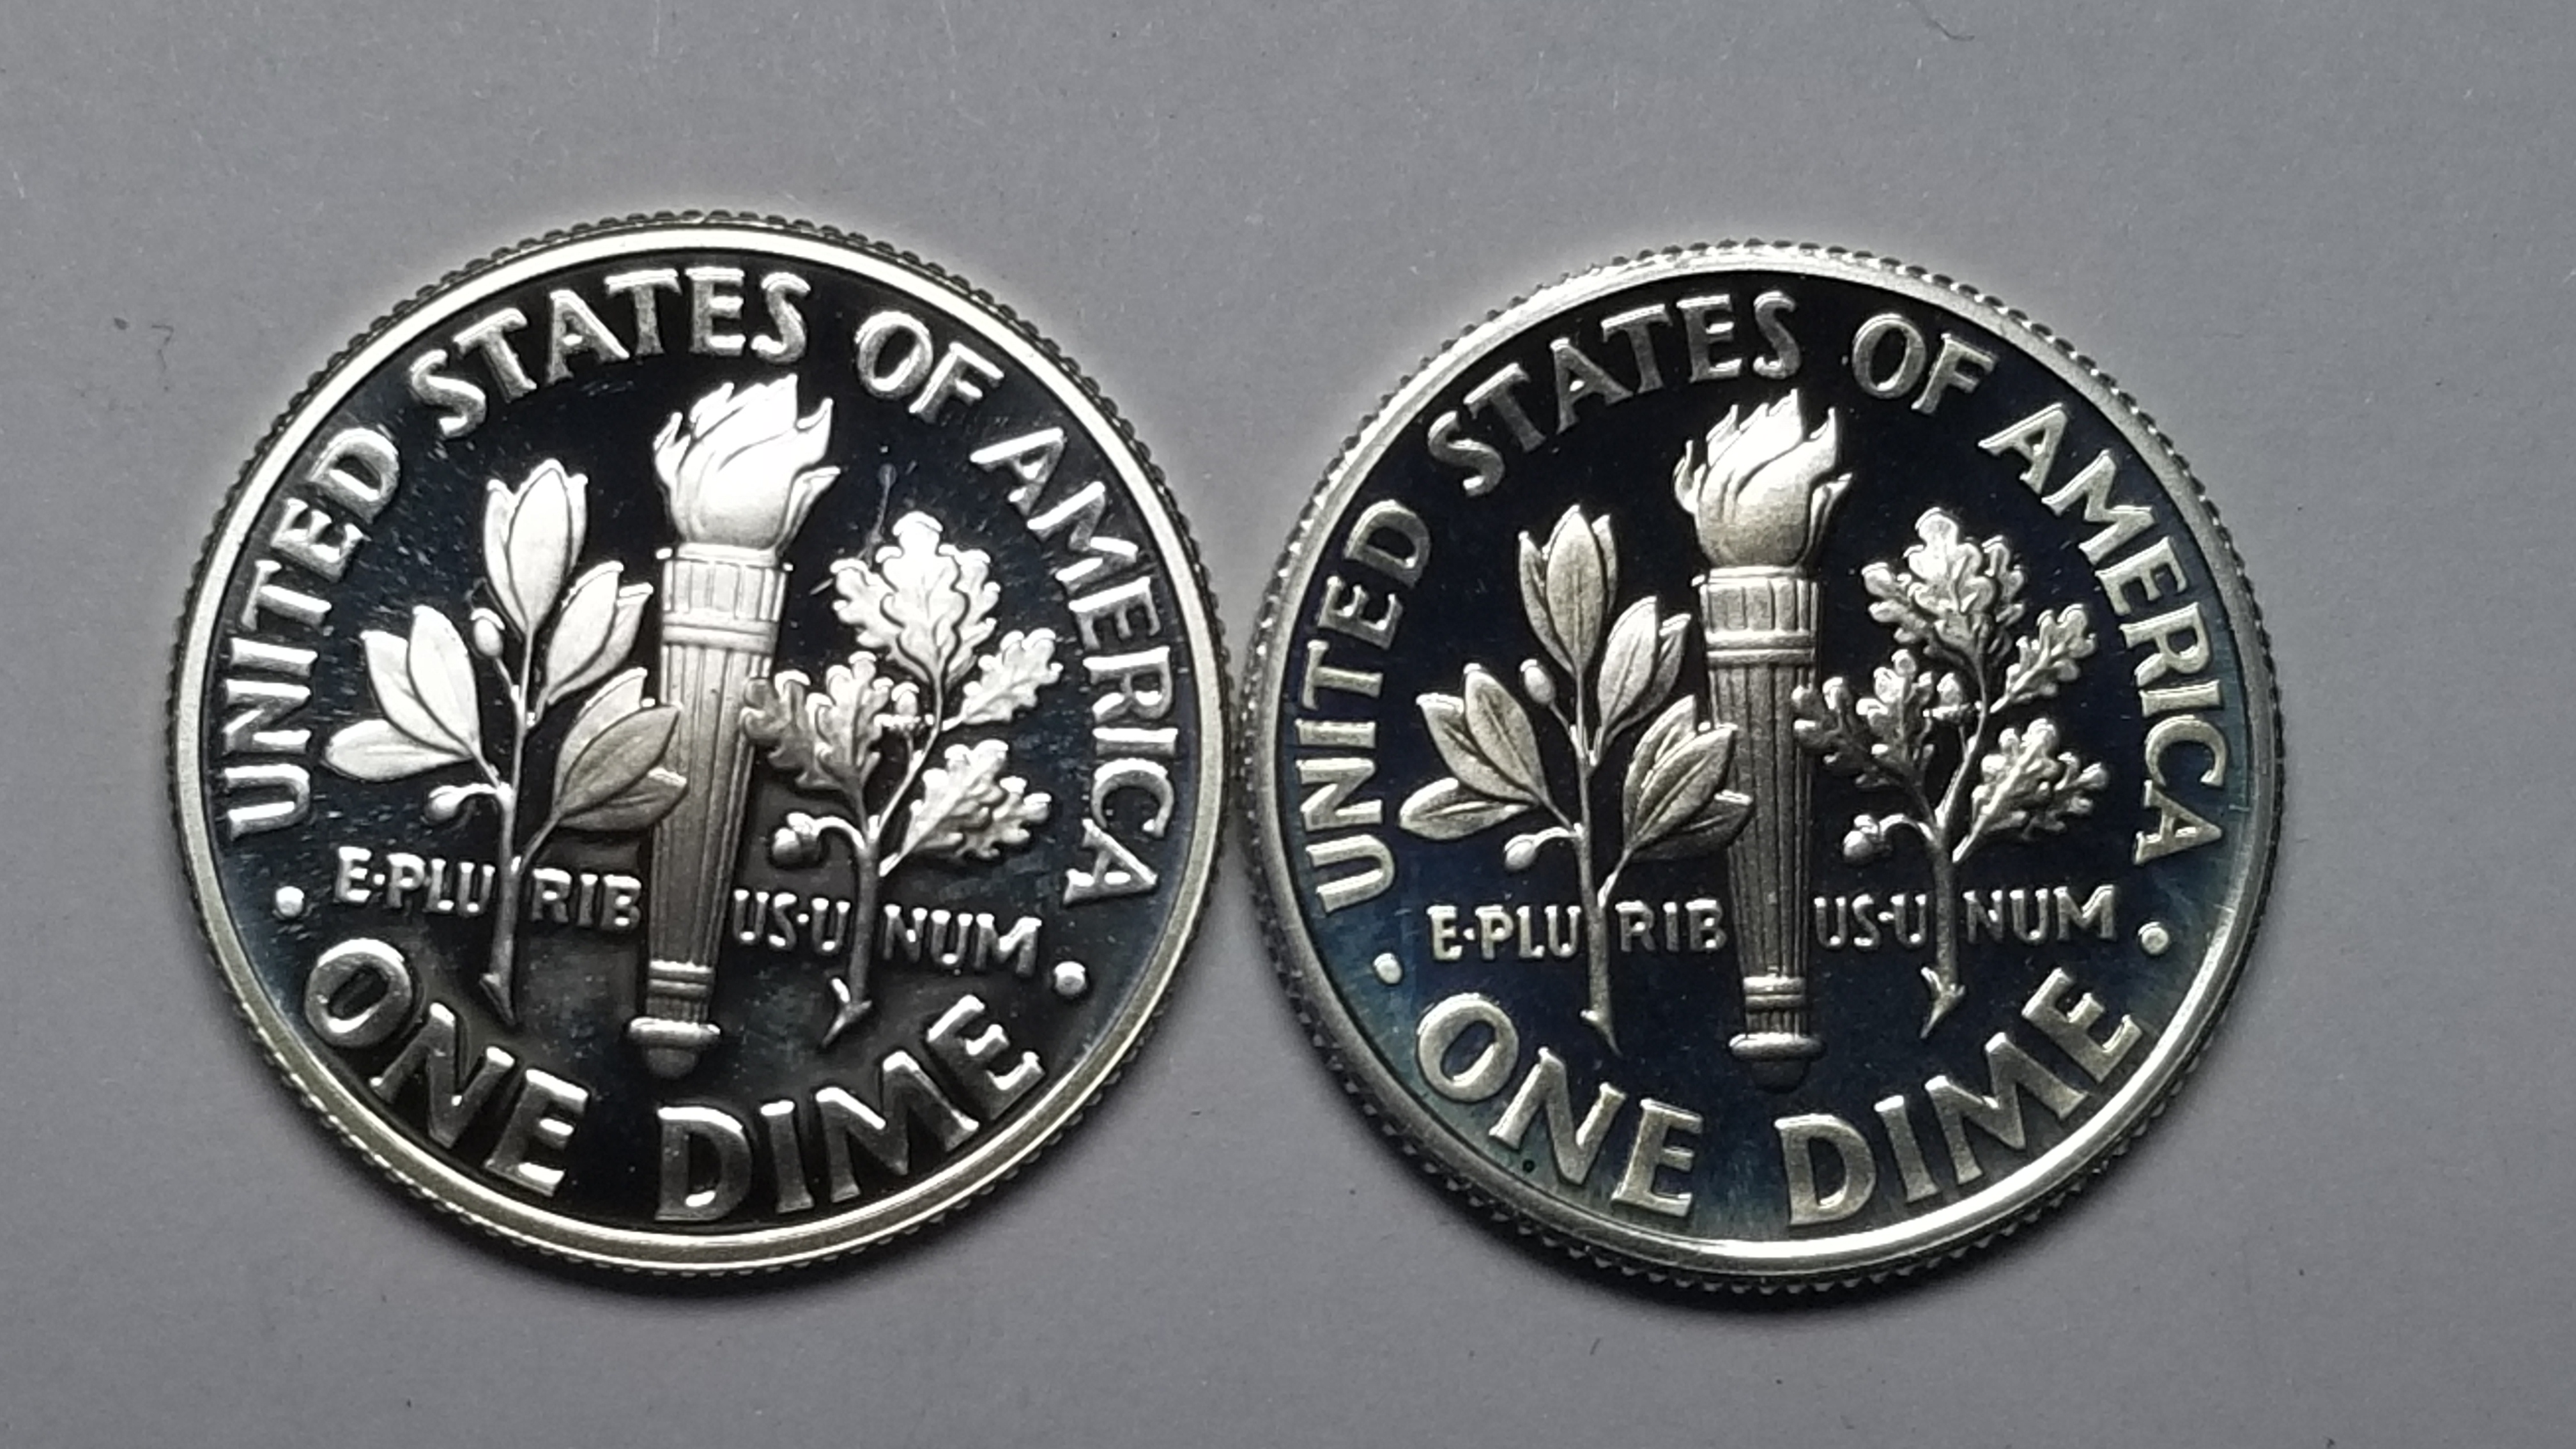 UNITED STATES OF AMERICA
E·PLU RIB US·U NUM
· ONE DIME ·
UNITED STATES OF AMERICA
E·PLU RIB US·U NUM
· ONE DIME ·